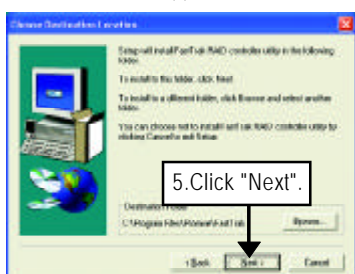 Choose Destination Location
Setup will install FastTrak RAID controller utility in the following
folder.
To install to this folder, click Next.
To install to a different folder, click Browse and select another
folder.
You can choose not to install FastTrak RAID controller utility by
clicking Cancel to exit Setup.
5.Click "Next".
Destination Folder
C:\Program Files\Promise\FastTrak
Browse...
< Back
Next >
Cancel